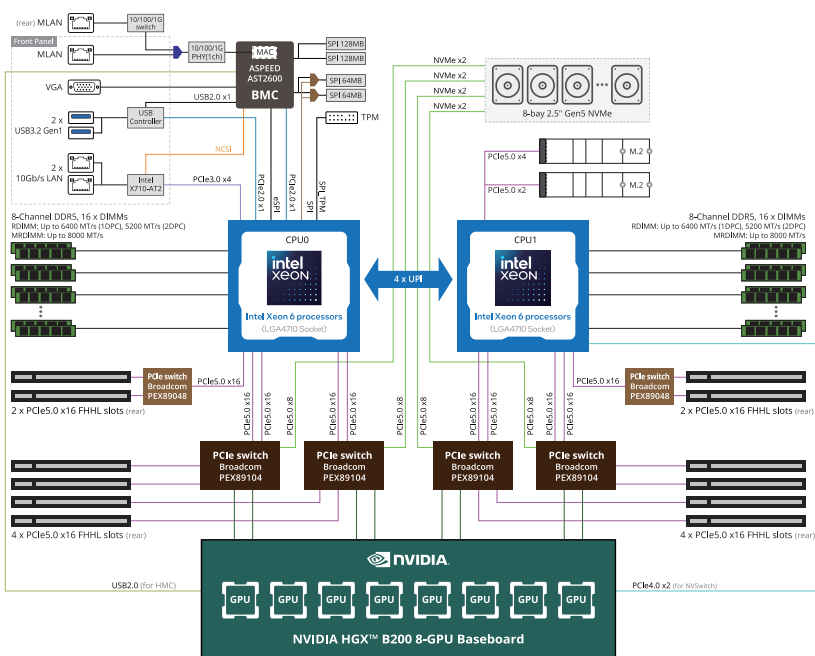 (rear) MLAN
10/100/1G
switch
Front Panel
MLAN
10/100/1G
PHY(1ch)
MAC
ASPEED
AST2600
BMC
SPI 128MB
SPI 128MB
SPI 64MB
SPI 64MB
TPM
VGA
USB2.0 x1
2 x
USB3.2 Gen1
USB
Controller
NCSI
2 x
10Gb/s LAN
Intel
X710-AT2
PCIe3.0 x4
PCIe2.0 x1
eSPI
PCIe2.0 x1
SPI
SPI_TPM
NVMe x2
NVMe x2
NVMe x2
NVMe x2
8-bay 2.5" Gen5 NVMe
PCIe5.0 x4
M.2
PCIe5.0 x2
M.2
8-Channel DDR5, 16 x DIMMs
RDIMM: Up to 6400 MT/s (1DPC), 5200 MT/s (2DPC)
MRDIMM: Up to 8000 MT/s
CPU0
intel
XEON
Intel Xeon 6 processors
(LGA4710 Socket)
4 x UPI
CPU1
intel
XEON
Intel Xeon 6 processors
(LGA4710 Socket)
8-Channel DDR5, 16 x DIMMs
RDIMM: Up to 6400 MT/s (1DPC), 5200 MT/s (2DPC)
MRDIMM: Up to 8000 MT/s
PCIe switch
Broadcom
PEX89048
PCIe5.0 x16
2 x PCIe5.0 x16 FHHL slots (rear)
PCIe5.0 x16
PCIe5.0 x16
PCIe5.0 x8
PCIe5.0 x16
PCIe5.0 x16
PCIe5.0 x8
PCIe5.0 x8
PCIe5.0 x16
PCIe5.0 x16
PCIe5.0 x8
PCIe5.0 x16
PCIe5.0 x16
PCIe5.0 x16
PCIe switch
Broadcom
PEX89048
2 x PCIe5.0 x16 FHHL slots (rear)
PCIe switch
Broadcom
PEX89104
PCIe switch
Broadcom
PEX89104
PCIe switch
Broadcom
PEX89104
PCIe switch
Broadcom
PEX89104
4 x PCIe5.0 x16 FHHL slots (rear)
4 x PCIe5.0 x16 FHHL slots (rear)
NVIDIA.
USB2.0 (for HMC)
PCIe4.0 x2 (for NVSwitch)
GPU GPU GPU GPU GPU GPU GPU GPU
NVIDIA HGX™ B200 8-GPU Baseboard